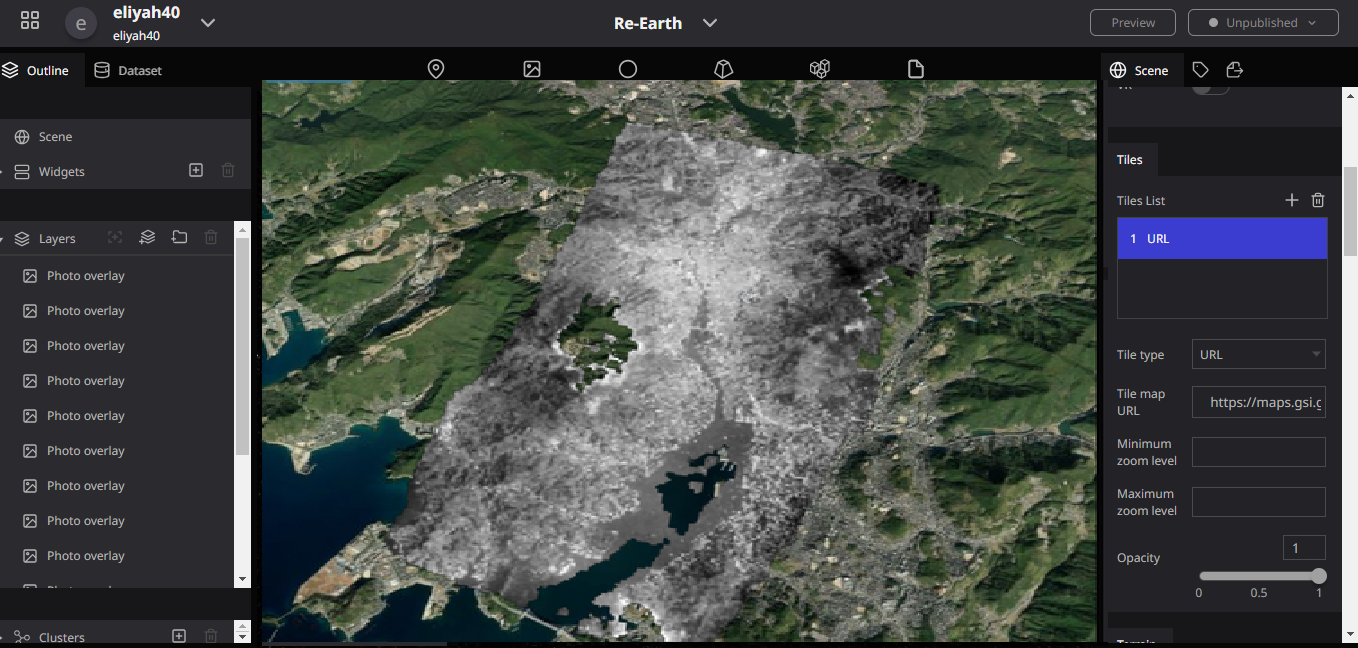 e
eliyah40
eliyah40
Re-Earth
Preview
Unpublished
Outline
Dataset
Scene
Scene
Widgets
Layers
Photo overlay
Photo overlay
Photo overlay
Photo overlay
Photo overlay
Photo overlay
Photo overlay
Photo overlay
Photo overlay
Clusters
Tiles
Tiles List
1 URL
Tile type
URL
Tile map
URL
https://maps.gsi.g
Minimum
zoom level
Maximum
zoom level
Opacity
1
0 0.5 1